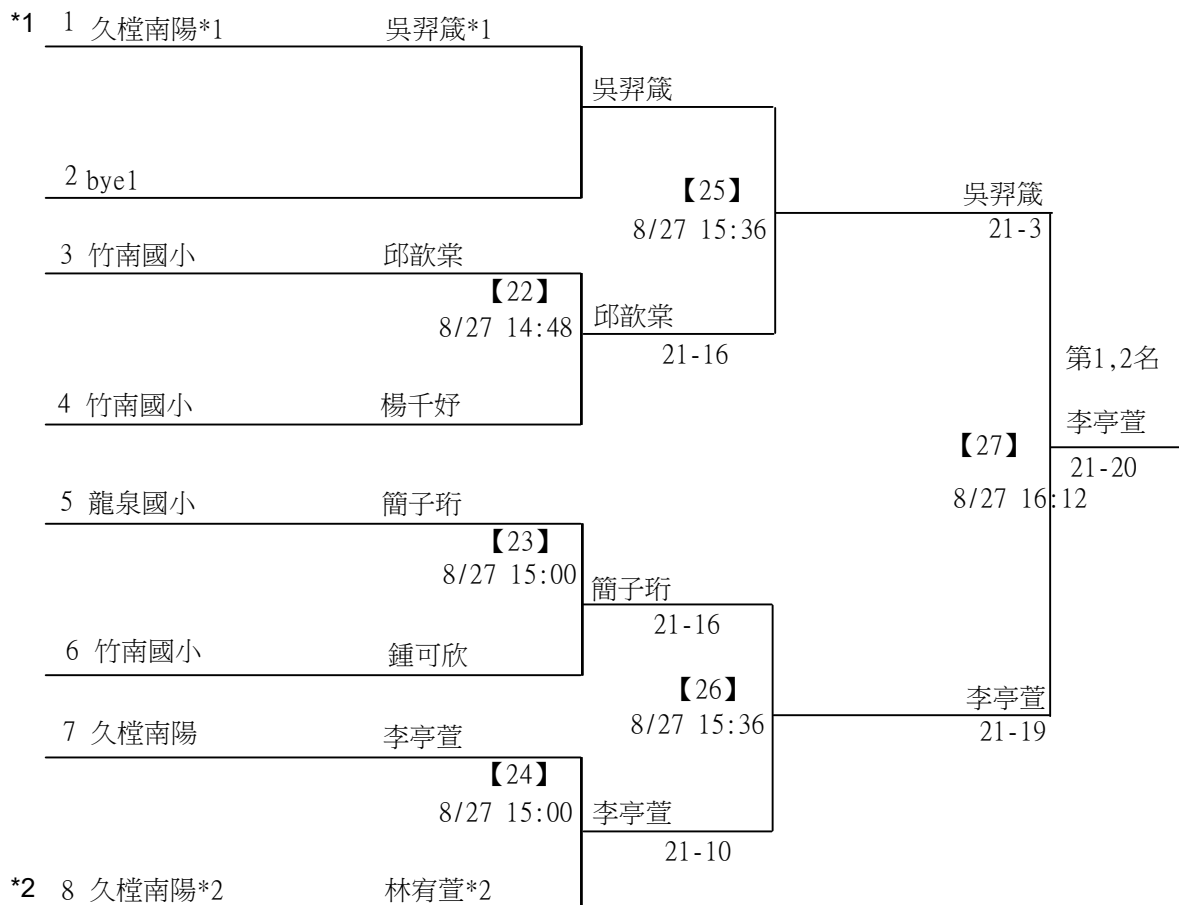 *1 1 久樘南陽*1 吳羿箴*1
吳羿箴
2 bye1
【25】
8/27 15:36
吳羿箴
21-3
3 竹南國小 邱歆棠
【22】
8/27 14:48
邱歆棠
21-16
4 竹南國小 楊千妤
第1,2名
李亭萱
21-20
【27】
8/27 16:12
5 龍泉國小 簡子珩
【23】
8/27 15:00
簡子珩
21-16
6 竹南國小 鍾可欣
【26】
8/27 15:36
李亭萱
21-19
7 久樘南陽 李亭萱
【24】
8/27 15:00
李亭萱
21-10
*2 8 久樘南陽*2 林宥萱*2